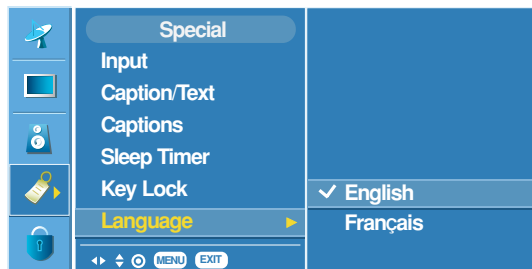 Special
Input
Caption/Text
Captions
Sleep Timer
Key Lock
Language
English
Français
MENU EXIT